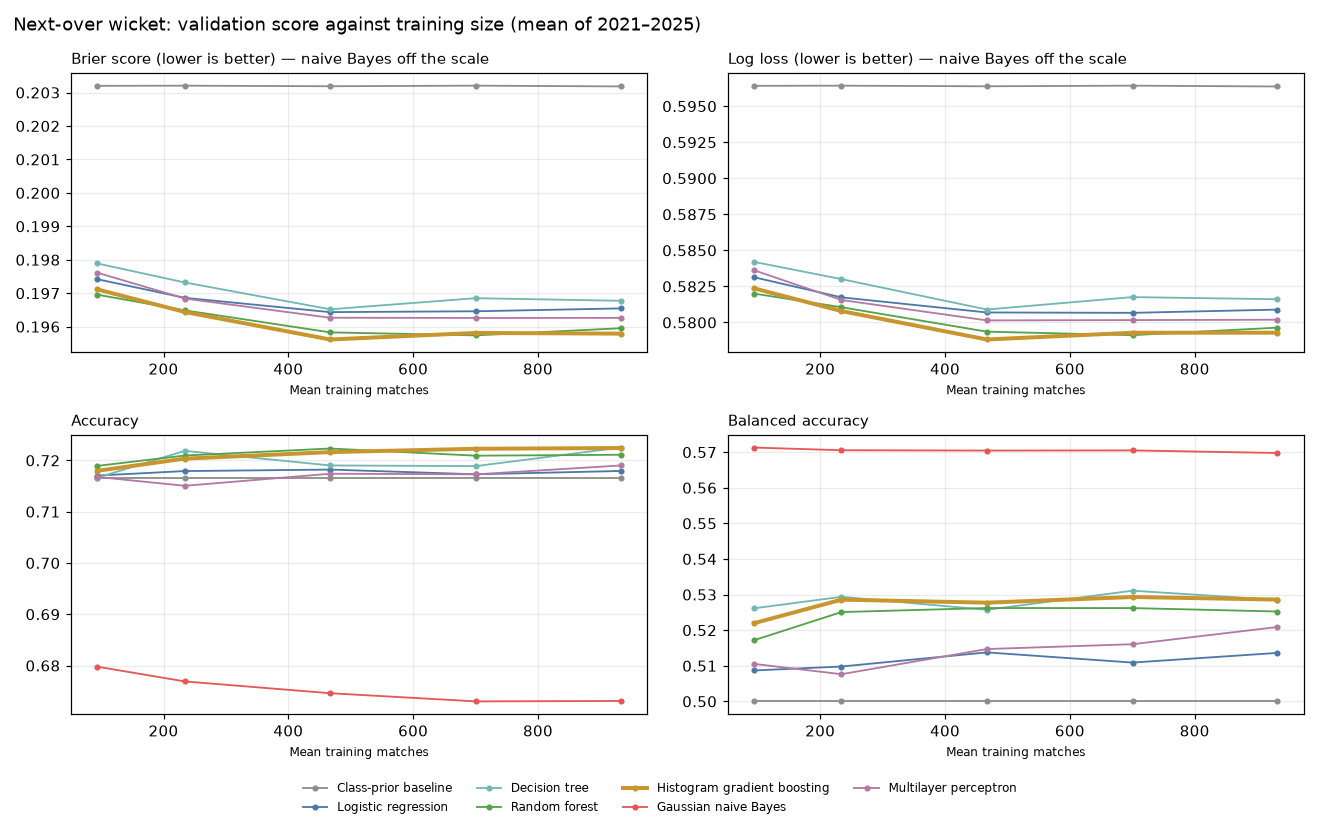 Next-over wicket: validation score against training size (mean of 2021–2025)
Brier score (lower is better) — naive Bayes off the scale
0.203
0.202
0.201
0.200
0.199
0.198
0.197
0.196
200 400 600 800
Mean training matches
Log loss (lower is better) — naive Bayes off the scale
0.5950
0.5925
0.5900
0.5875
0.5850
0.5825
0.5800
200 400 600 800
Mean training matches
Accuracy
0.72
0.71
0.70
0.69
0.68
200 400 600 800
Mean training matches
Balanced accuracy
0.57
0.56
0.55
0.54
0.53
0.52
0.51
0.50
200 400 600 800
Mean training matches
Class-prior baseline Decision tree Histogram gradient boosting Multilayer perceptron
Logistic regression Random forest Gaussian naive Bayes